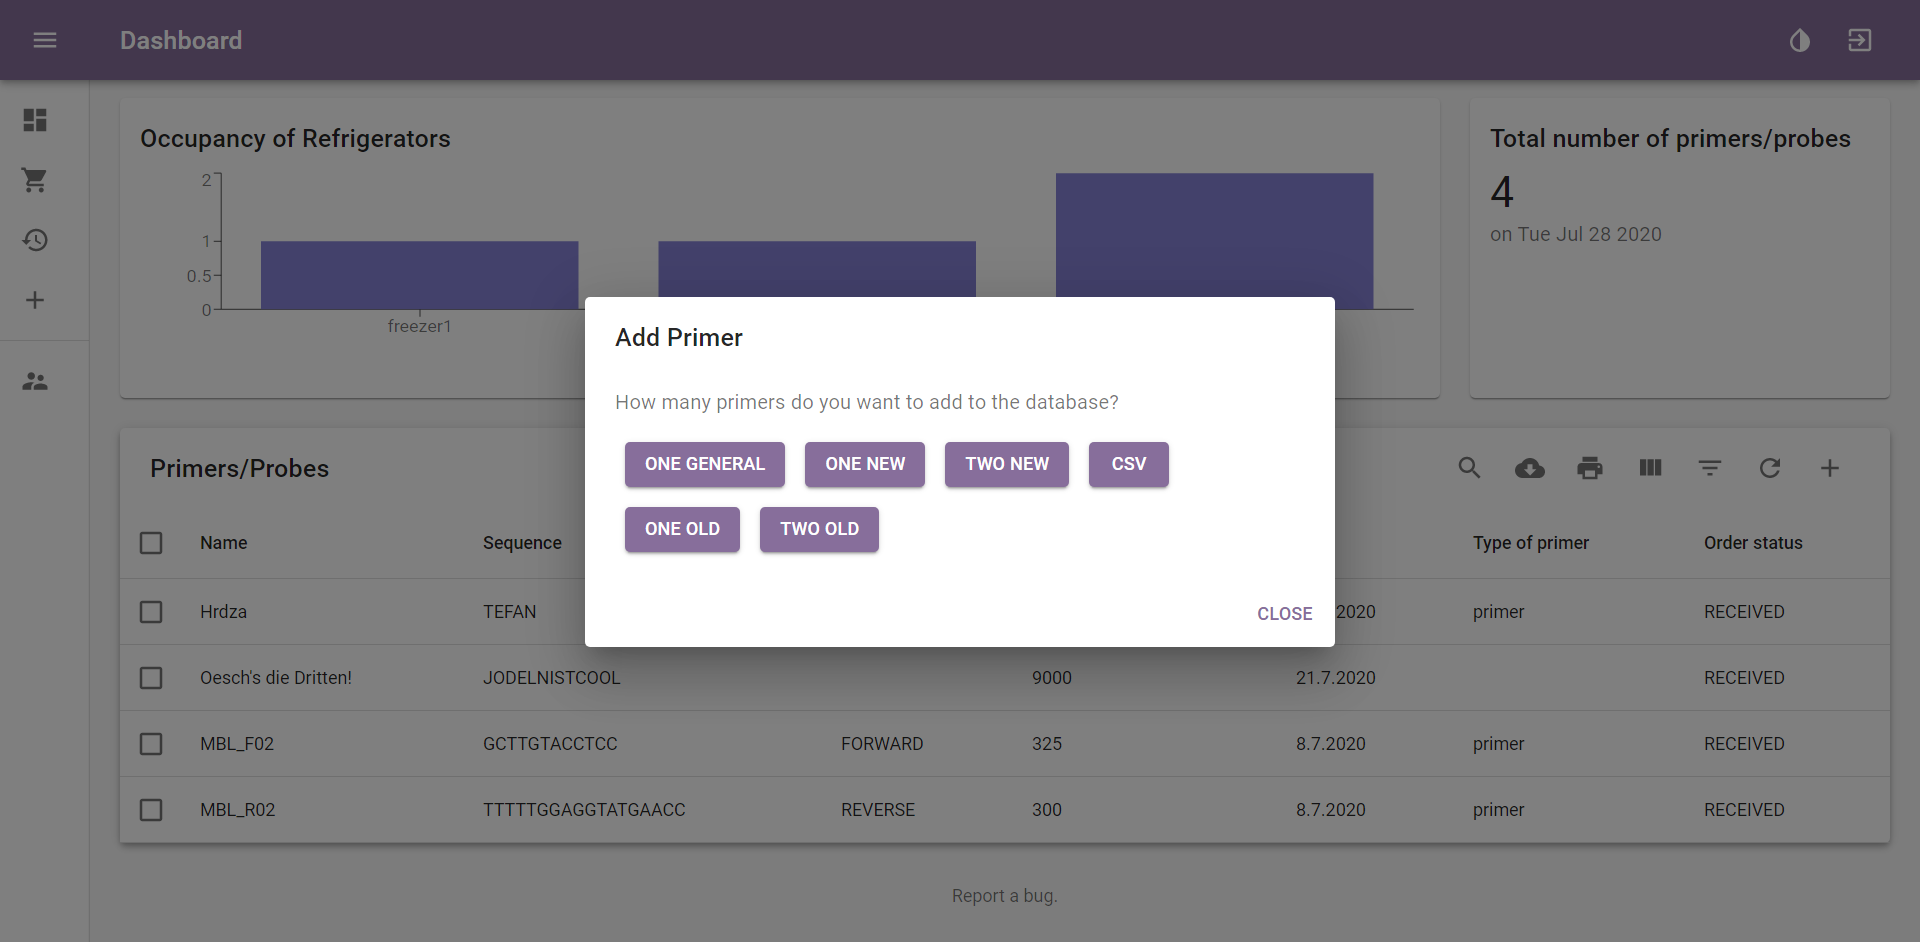 Dashboard
Occupancy of Refrigerators
2
1
0.5
0
freezer1
Total number of primers/probes
4
on Tue Jul 28 2020
Add Primer
How many primers do you want to add to the database?
ONE GENERAL ONE NEW TWO NEW CSV
ONE OLD TWO OLD
CLOSE
Primers/Probes
Name Sequence Type of primer Order status
Hrdza TEFAN 2020 primer RECEIVED
Oesch's die Dritten! JODELNISTCOOL 9000 21.7.2020 RECEIVED
MBL_F02 GCTTGTACCTCC FORWARD 325 8.7.2020 primer RECEIVED
MBL_R02 TTTTTGGAGGTATGAACC REVERSE 300 8.7.2020 primer RECEIVED
Report a bug.